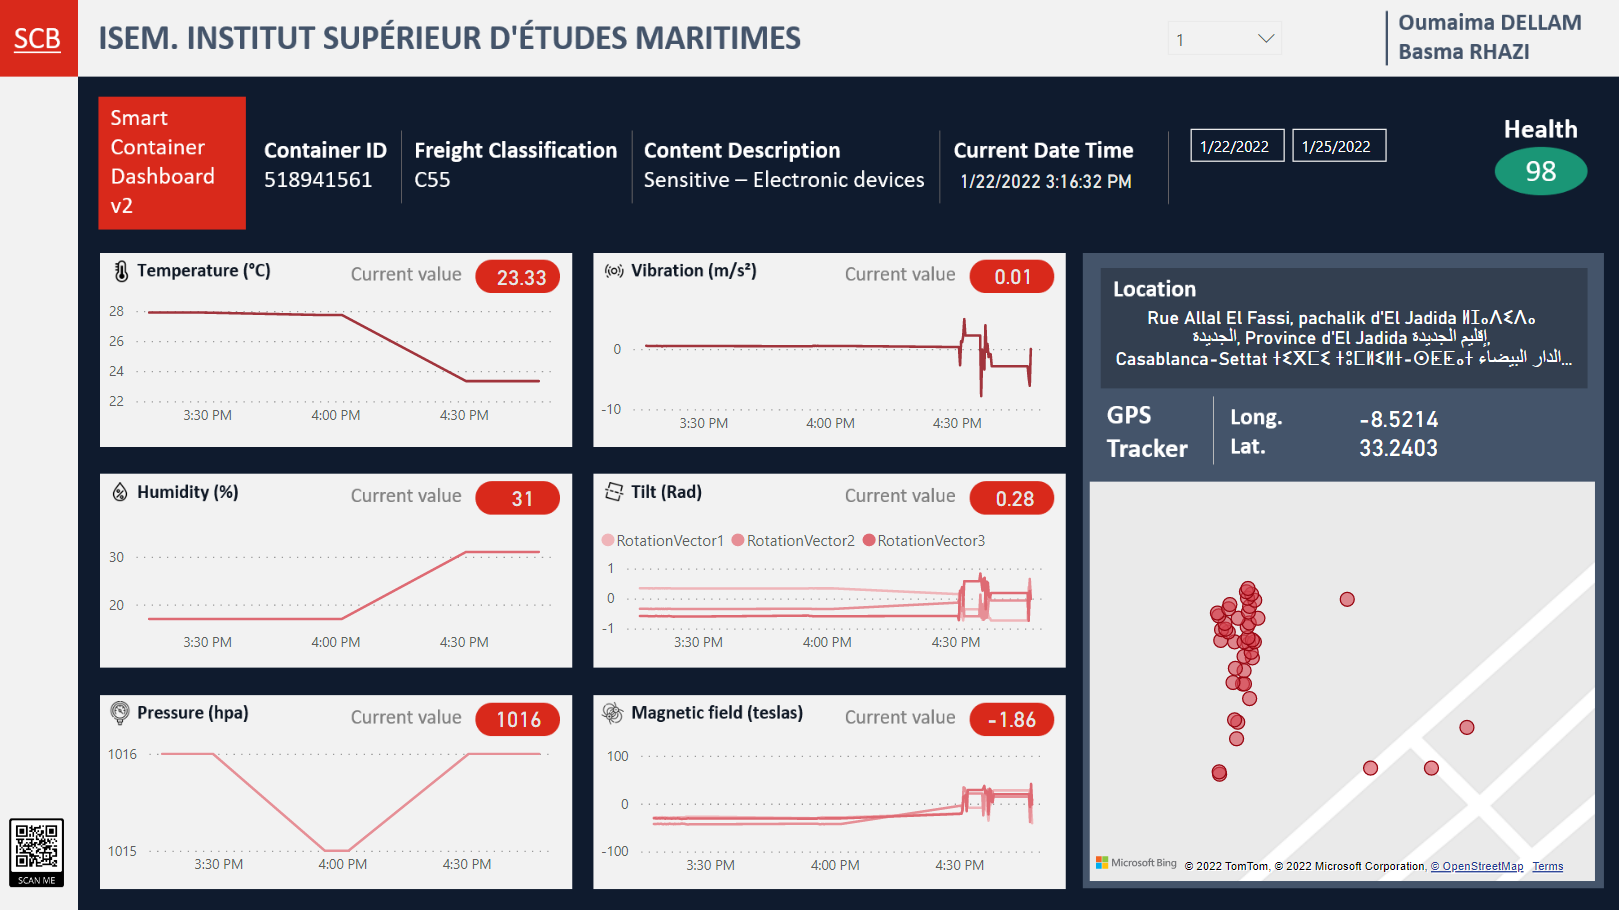 SCB
ISEM. INSTITUT SUPÉRIEUR D'ÉTUDES MARITIMES
1
Oumaima DELLAM
Basma RHAZI
Smart
Container
Dashboard
v2
Container ID
518941561
Freight Classification
C55
Content Description
Sensitive – Electronic devices
Current Date Time
1/22/2022 3:16:32 PM
1/22/2022
1/25/2022
Health
98
Temperature (°C)
Current value
23.33
28
26
24
22
3:30 PM 4:00 PM 4:30 PM
Vibration (m/s²)
Current value
0.01
0
-10
3:30 PM 4:00 PM 4:30 PM
Location
Rue Allal El Fassi, pachalik d'El Jadida ⵍⵊⴰⴷⵉⴷⴰ
الجديدة, Province d'El Jadida إقليم الجديدة,
Casablanca-Settat ⵜⵉⴳⵎⵉ ⵜⵓⵎⵍⵉⵍⵜ-ⵙⵟⵟⴰⵜ الدار البيضاء...
GPS
Tracker
Long. -8.5214
Lat. 33.2403
Humidity (%)
Current value
31
30
20
3:30 PM 4:00 PM 4:30 PM
Tilt (Rad)
Current value
0.28
RotationVector1 RotationVector2 RotationVector3
1
0
-1
3:30 PM 4:00 PM 4:30 PM
Pressure (hpa)
Current value
1016
1016
1015
3:30 PM 4:00 PM 4:30 PM
Magnetic field (teslas)
Current value
-1.86
100
0
-100
3:30 PM 4:00 PM 4:30 PM
Microsoft Bing
© 2022 TomTom, © 2022 Microsoft Corporation, © OpenStreetMap Terms
SCAN ME